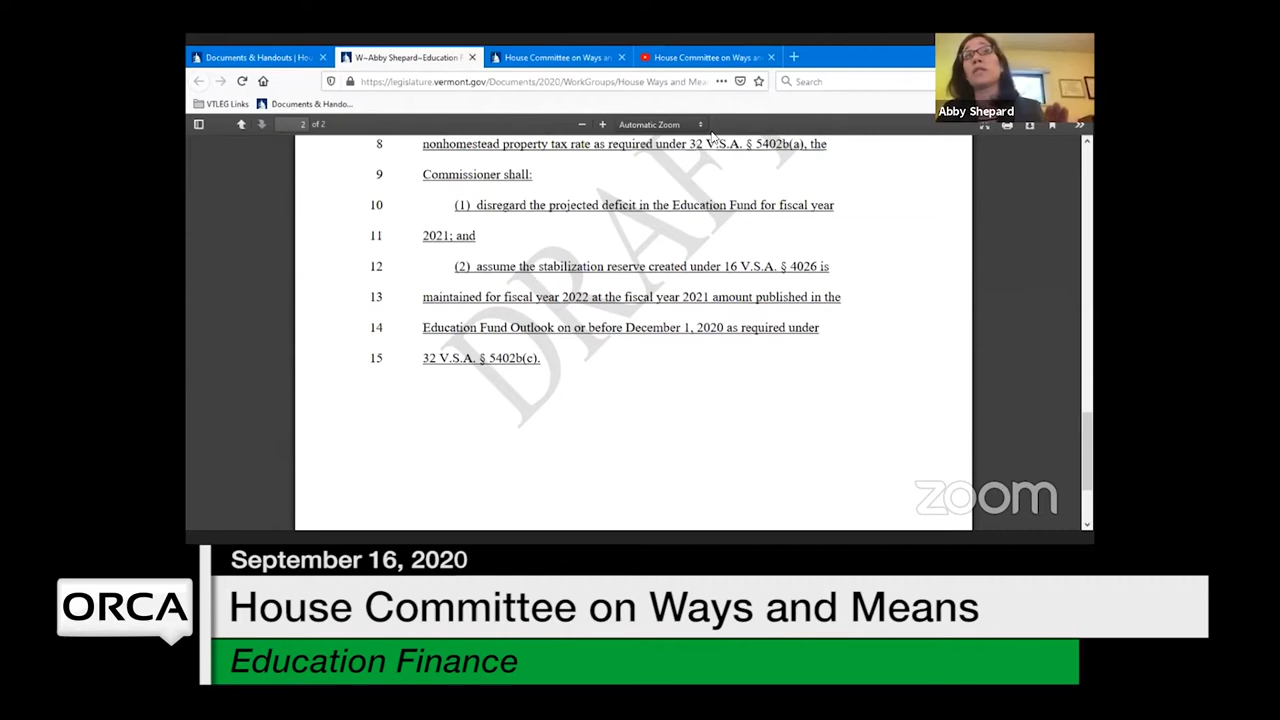 Documents & Handouts | Hou
W~Abby Shepard~Education F
House Committee on Ways an
House Committee on Ways an
https://legislature.vermont.gov/Documents/2020/WorkGroups/House Ways and Mea
Search
VTLEG Links
Documents & Hando...
Abby Shepard
2 of 2
Automatic Zoom
8 nonhomestead property tax rate as required under 32 V.S.A. § 5402b(a), the
9 Commissioner shall:
10 (1) disregard the projected deficit in the Education Fund for fiscal year
11 2021; and
12 (2) assume the stabilization reserve created under 16 V.S.A. § 4026 is
13 maintained for fiscal year 2022 at the fiscal year 2021 amount published in the
14 Education Fund Outlook on or before December 1, 2020 as required under
15 32 V.S.A. § 5402b(c).
DRAFT
zoom
September 16, 2020
ORCA
House Committee on Ways and Means
Education Finance